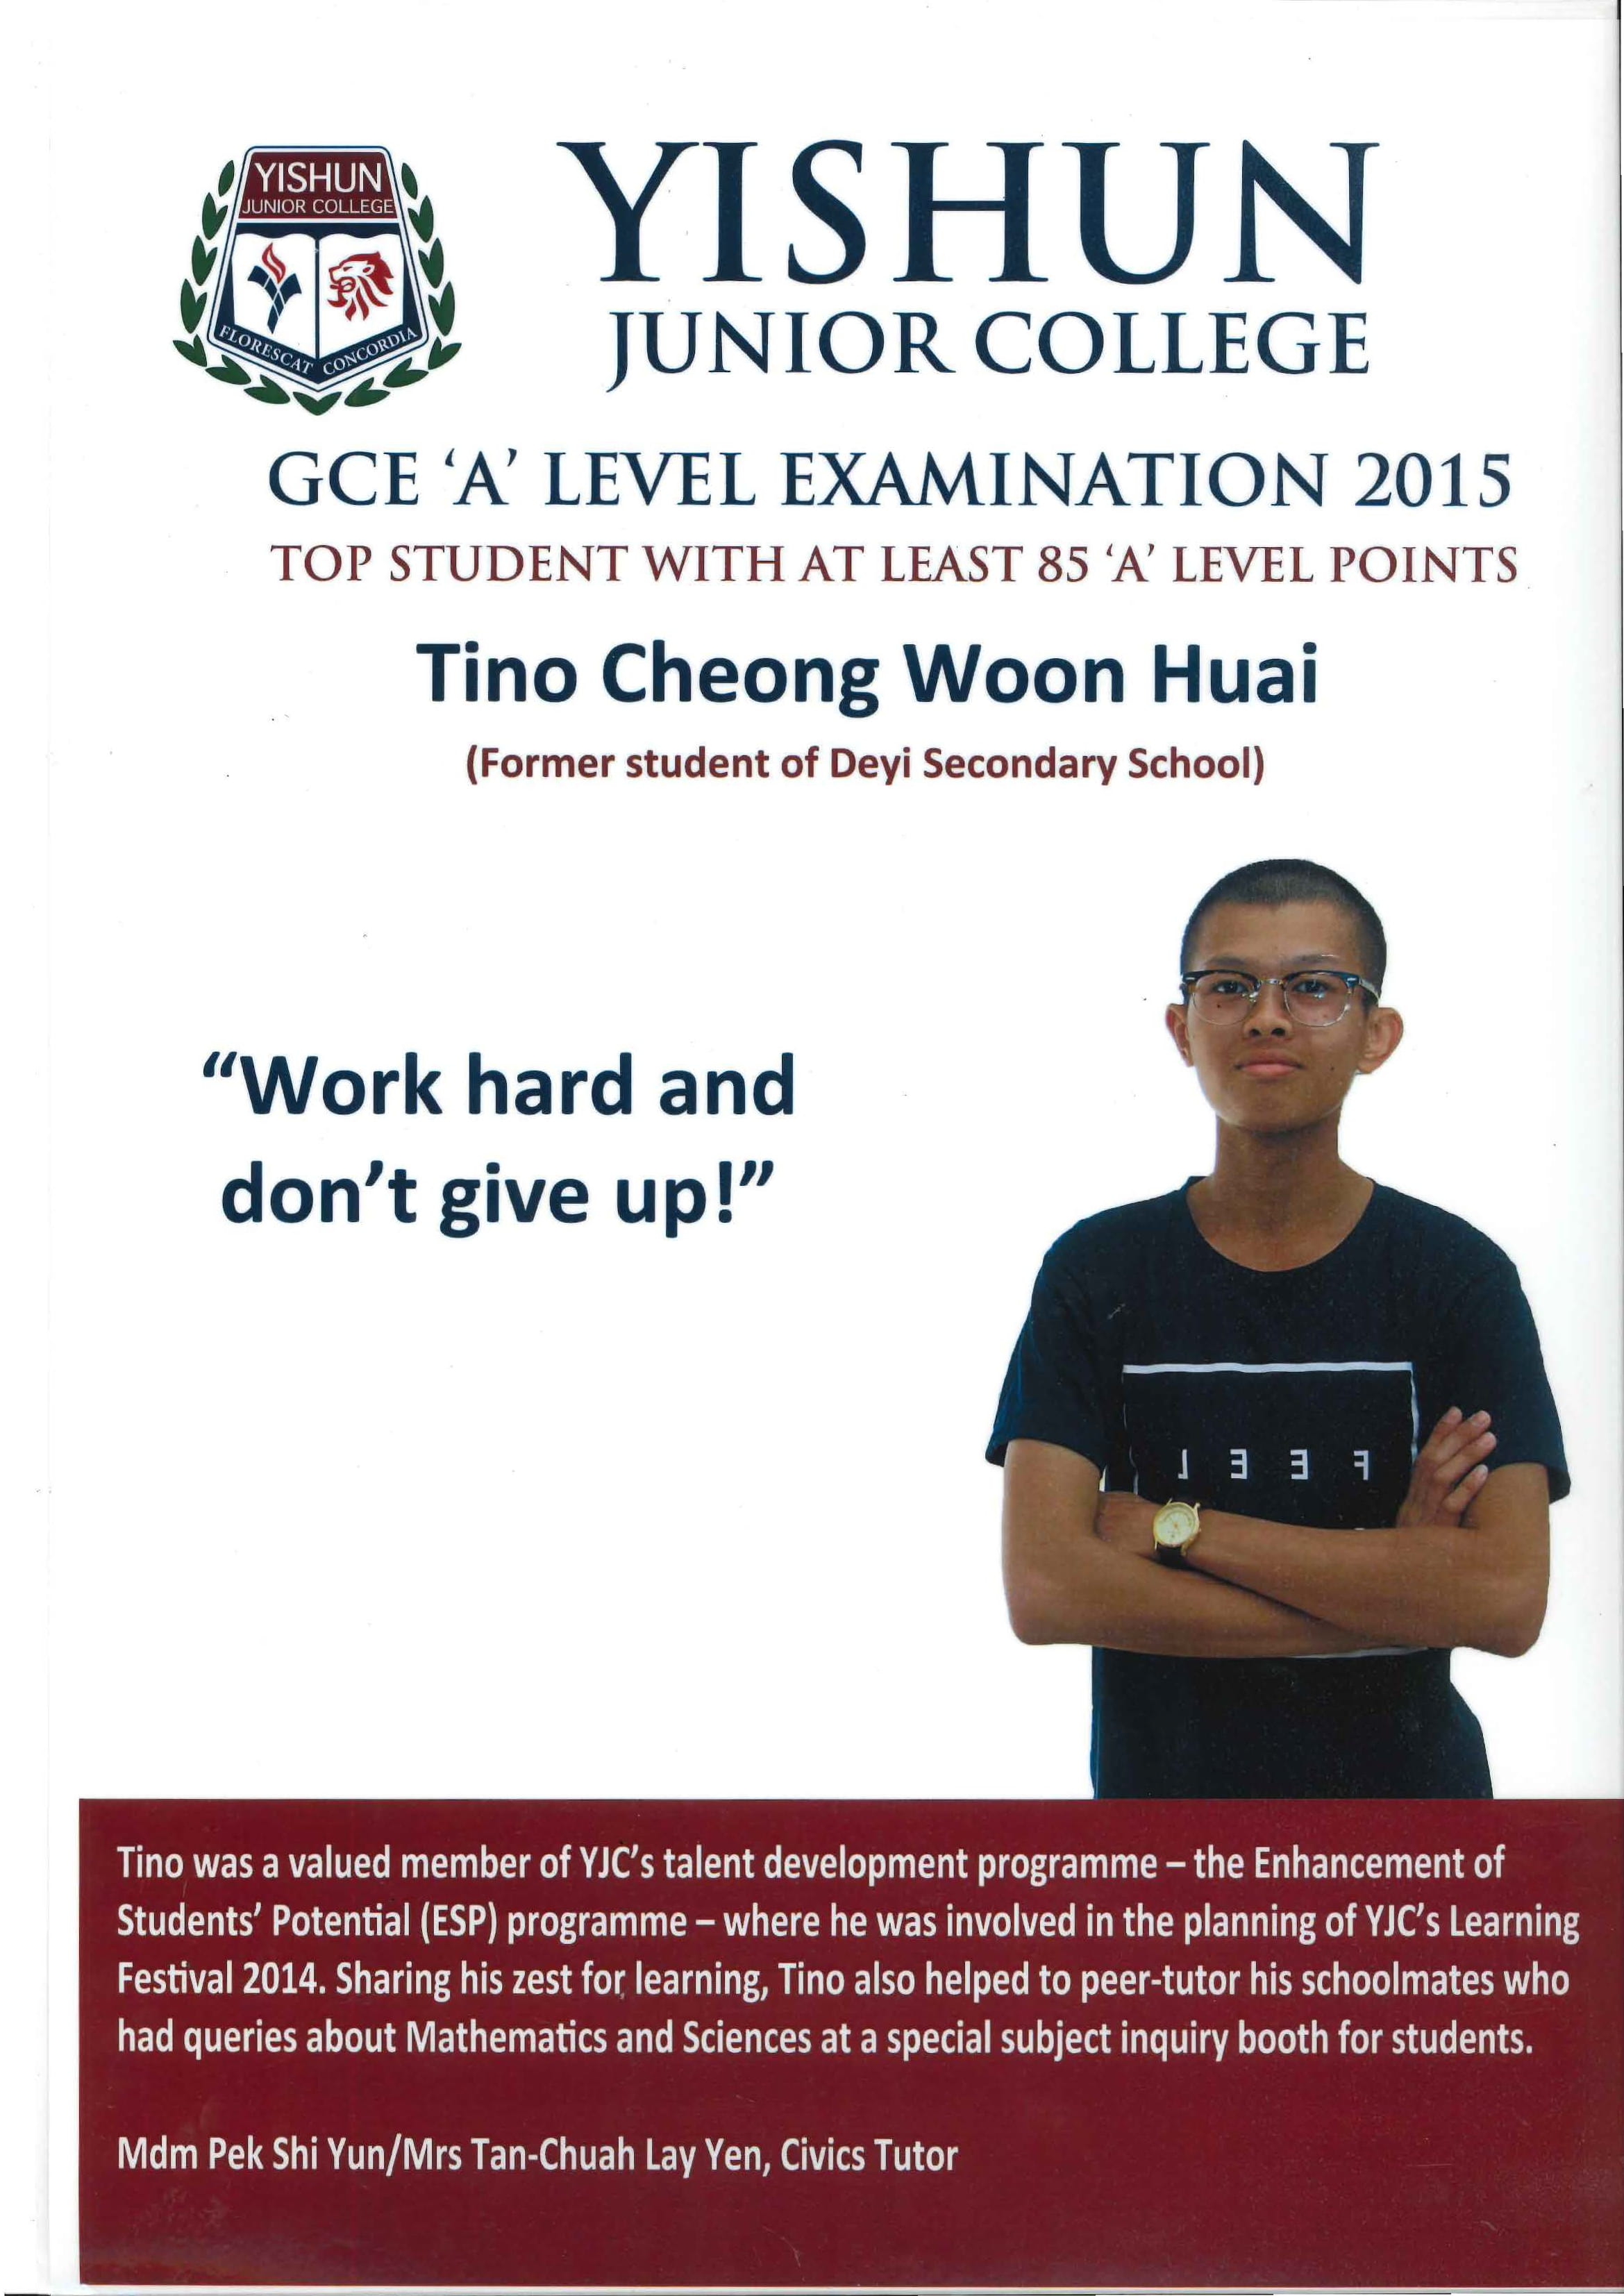 YISHUN
JUNIOR COLLEGE
FLORESCAT CONCORDIA
YISHUN
JUNIOR COLLEGE
GCE ‘A’ LEVEL EXAMINATION 2015
TOP STUDENT WITH AT LEAST 85 ‘A’ LEVEL POINTS
Tino Cheong Woon Huai
(Former student of Deyi Secondary School)
“Work hard and
don’t give up!”
FEEL
Tino was a valued member of YJC’s talent development programme – the Enhancement of
Students’ Potential (ESP) programme – where he was involved in the planning of YJC’s Learning
Festival 2014. Sharing his zest for learning, Tino also helped to peer-tutor his schoolmates who
had queries about Mathematics and Sciences at a special subject inquiry booth for students.
Mdm Pek Shi Yun/Mrs Tan-Chuah Lay Yen, Civics Tutor